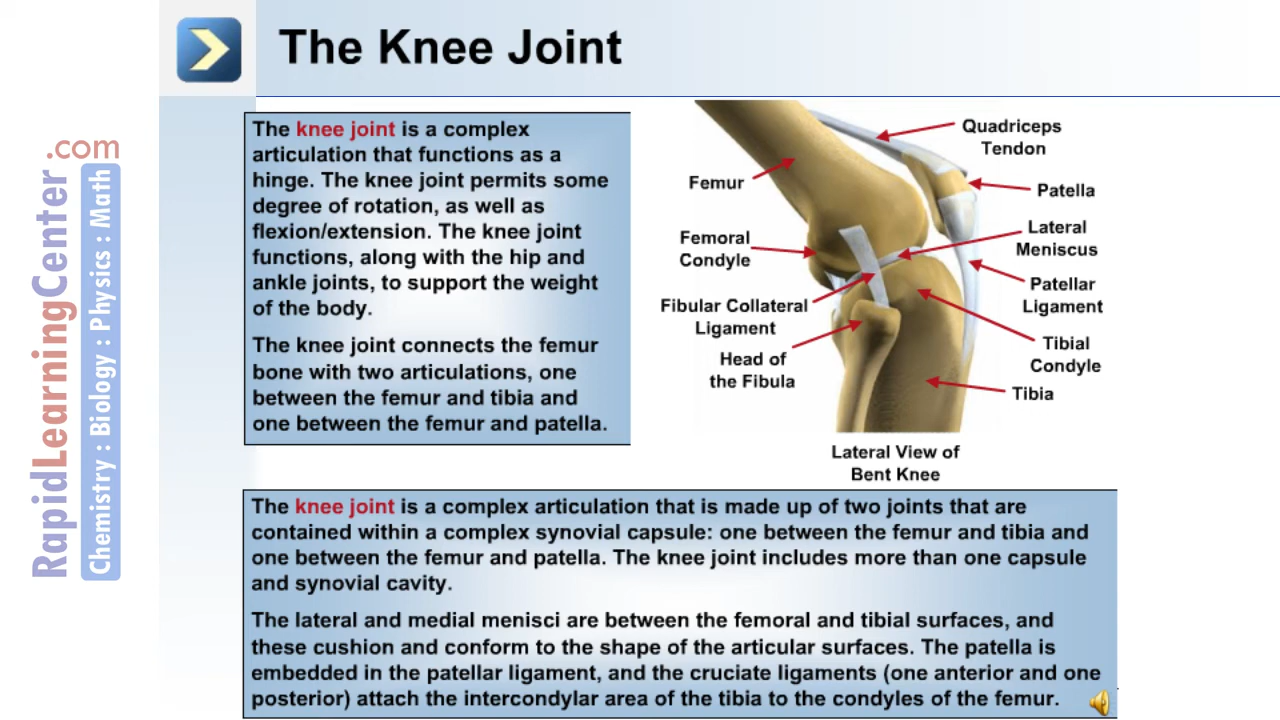 The Knee Joint
RapidLearningCenter.com
Chemistry : Biology : Physics : Math
The knee joint is a complex
articulation that functions as a
hinge. The knee joint permits some
degree of rotation, as well as
flexion/extension. The knee joint
functions, along with the hip and
ankle joints, to support the weight
of the body.
The knee joint connects the femur
bone with two articulations, one
between the femur and tibia and
one between the femur and patella.
Quadriceps
Tendon
Femur
Patella
Lateral
Meniscus
Femoral
Condyle
Patellar
Ligament
Fibular Collateral
Ligament
Tibial
Condyle
Head of
the Fibula
Tibia
Lateral View of
Bent Knee
The knee joint is a complex articulation that is made up of two joints that are
contained within a complex synovial capsule: one between the femur and tibia and
one between the femur and patella. The knee joint includes more than one capsule
and synovial cavity.
The lateral and medial menisci are between the femoral and tibial surfaces, and
these cushion and conform to the shape of the articular surfaces. The patella is
embedded in the patellar ligament, and the cruciate ligaments (one anterior and one
posterior) attach the intercondylar area of the tibia to the condyles of the femur.